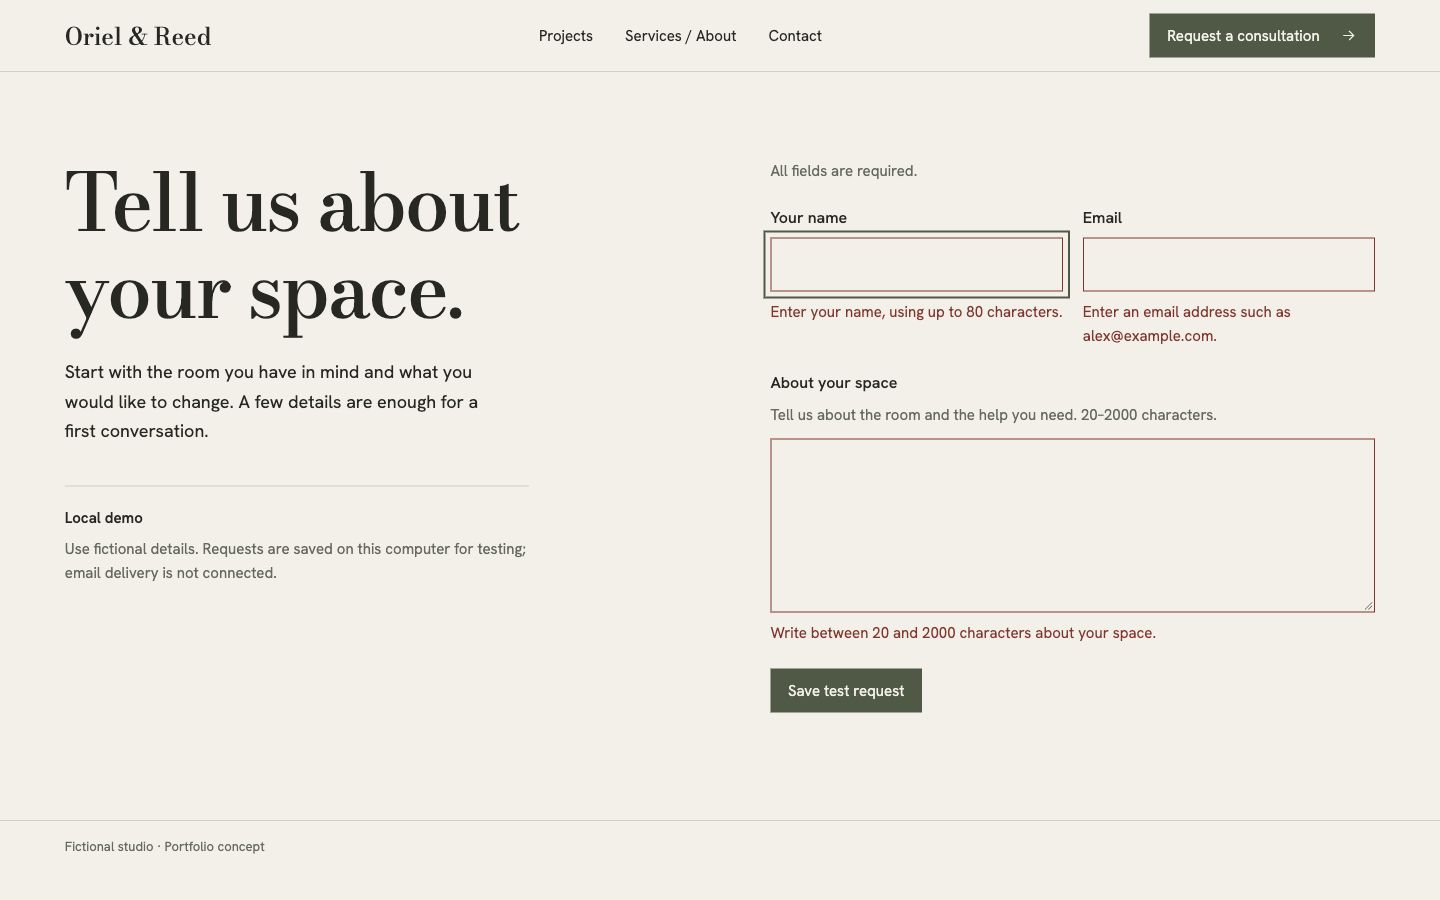 Oriel & Reed
Projects
Services / About
Contact
Request a consultation →
Tell us about
your space.
Start with the room you have in mind and what you
would like to change. A few details are enough for a
first conversation.
Local demo
Use fictional details. Requests are saved on this computer for testing;
email delivery is not connected.
All fields are required.
Your name
Enter your name, using up to 80 characters.
Email
Enter an email address such as
alex@example.com.
About your space
Tell us about the room and the help you need. 20–2000 characters.
Write between 20 and 2000 characters about your space.
Save test request
Fictional studio · Portfolio concept